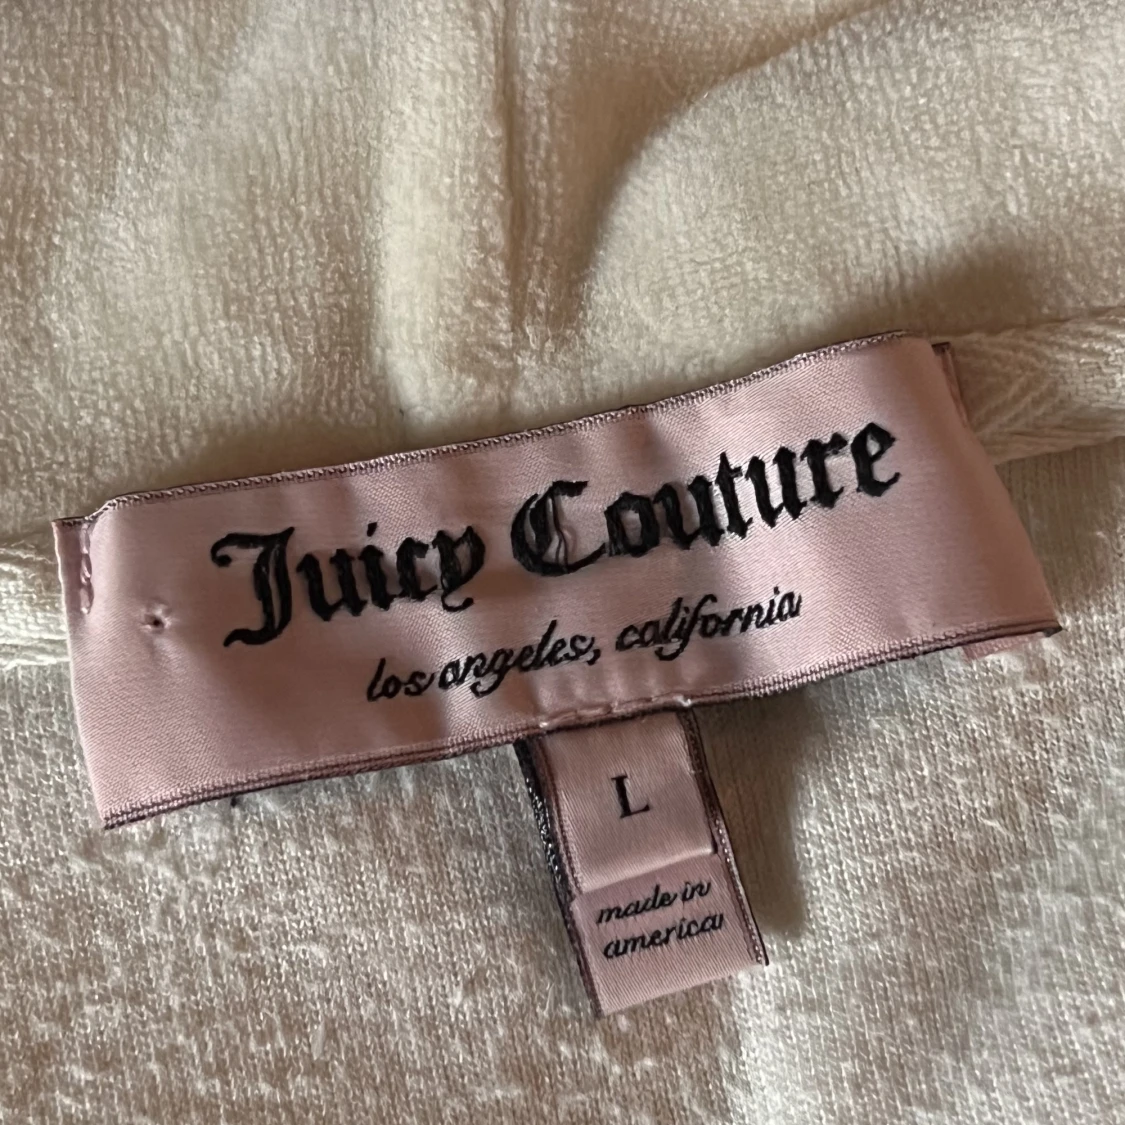 Juicy Couture
los angeles, california
L
made in
america